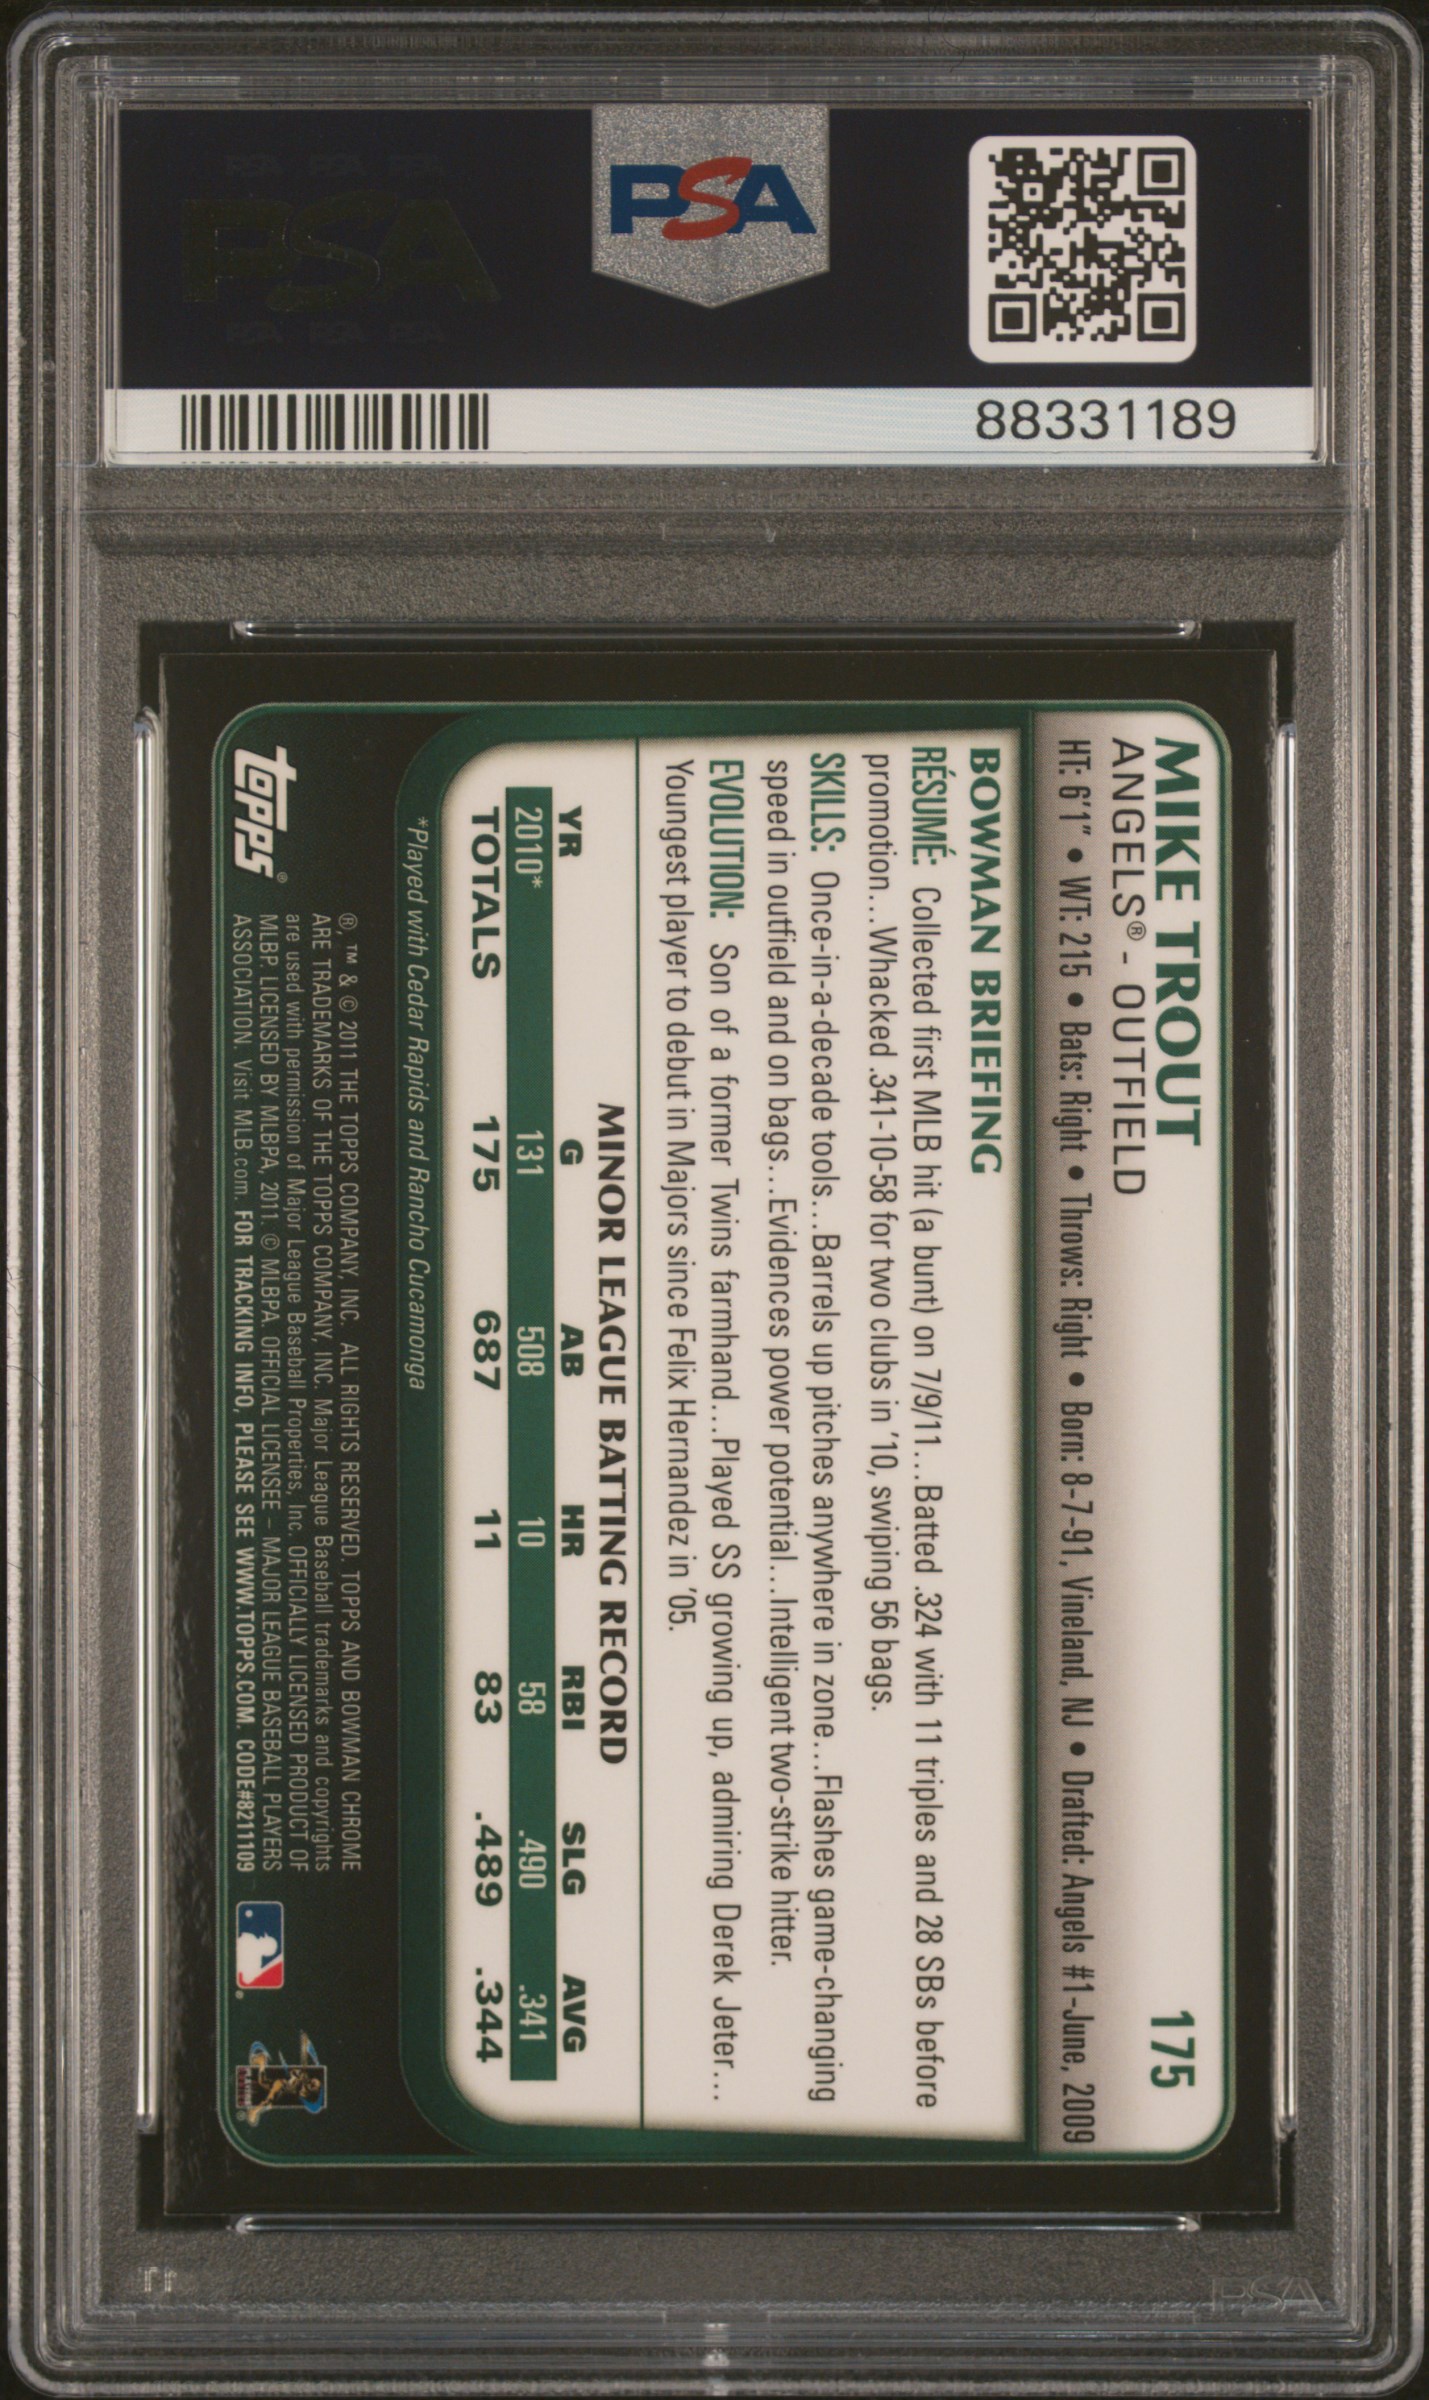 PSA
88331189
MIKE TROUT 175
ANGELS® - OUTFIELD
HT: 6'1" • WT: 215 • Bats: Right • Throws: Right • Born: 8-7-91, Vineland, NJ • Drafted: Angels #1-June, 2009
BOWMAN BRIEFING
RÉSUMÉ: Collected first MLB hit (a bunt) on 7/9/11...Batted .324 with 11 triples and 28 SBs before
promotion...Whacked .341-10-58 for two clubs in '10, swiping 56 bags.
SKILLS: Once-in-a-decade tools...Barrels up pitches anywhere in zone...Flashes game-changing
speed in outfield and on bags...Evidences power potential...Intelligent two-strike hitter.
EVOLUTION: Son of a former Twins farmhand...Played SS growing up, admiring Derek Jeter...
Youngest player to debut in Majors since Felix Hernandez in '05.
MINOR LEAGUE BATTING RECORD
YR G AB HR RBI SLG AVG
2010* 131 508 10 58 .490 .341
TOTALS 175 687 11 83 .489 .344
*Played with Cedar Rapids and Rancho Cucamonga
topps®
®, ™ & © 2011 THE TOPPS COMPANY, INC. ALL RIGHTS RESERVED. TOPPS AND BOWMAN CHROME
ARE TRADEMARKS OF THE TOPPS COMPANY, INC. Major League Baseball trademarks and copyrights
are used with permission of Major League Baseball Properties, Inc. OFFICIALLY LICENSED PRODUCT OF
MLBP. LICENSED BY MLBPA, 2011. © MLBPA. OFFICIAL LICENSEE – MAJOR LEAGUE BASEBALL PLAYERS
ASSOCIATION. Visit MLB.com. FOR TRACKING INFO, PLEASE SEE WWW.TOPPS.COM. CODE#8211109
PSA